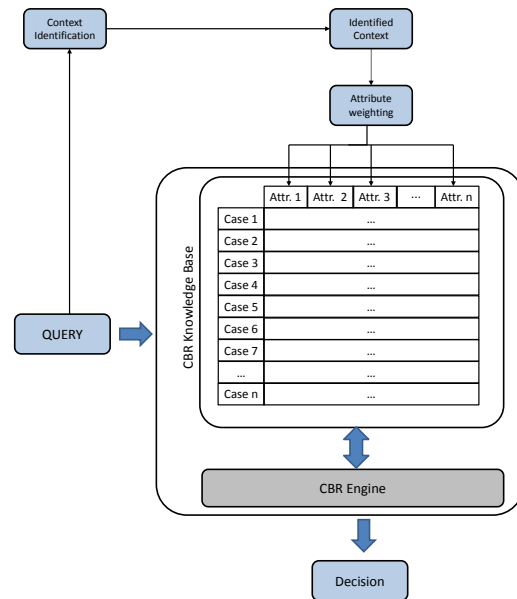 Context
Identification
Identified
Context
Attribute
weighting
CBR Knowledge Base
Attr. 1 Attr. 2 Attr. 3 ... Attr. n
Case 1 ...
Case 2 ...
Case 3 ...
Case 4 ...
Case 5 ...
Case 6 ...
Case 7 ...
... ...
Case n ...
QUERY
CBR Engine
Decision